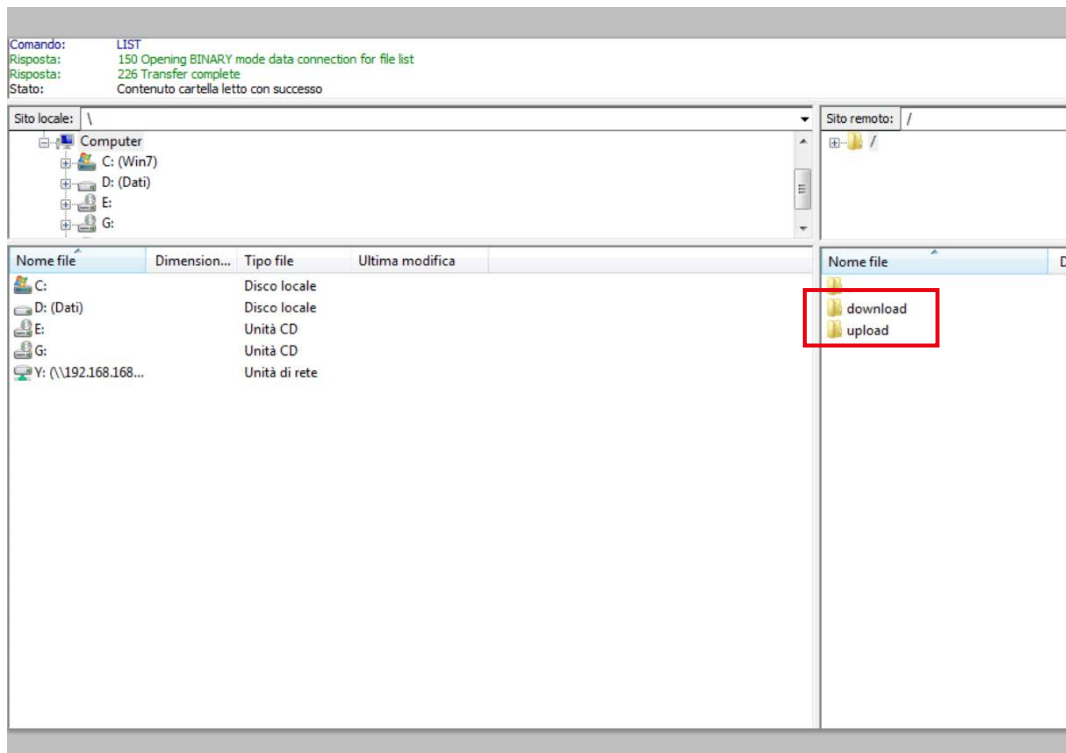 Comando: LIST
Risposta: 150 Opening BINARY mode data connection for file list
Risposta: 226 Transfer complete
Stato: Contenuto cartella letto con successo
Sito locale: \
Sito remoto: /
Computer
C: (Win7)
D: (Dati)
E:
G:
/
Nome file Dimension... Tipo file Ultima modifica
C: Disco locale
D: (Dati) Disco locale
E: Unità CD
G: Unità CD
Y: (\\192.168.168... Unità di rete
Nome file D
download
upload